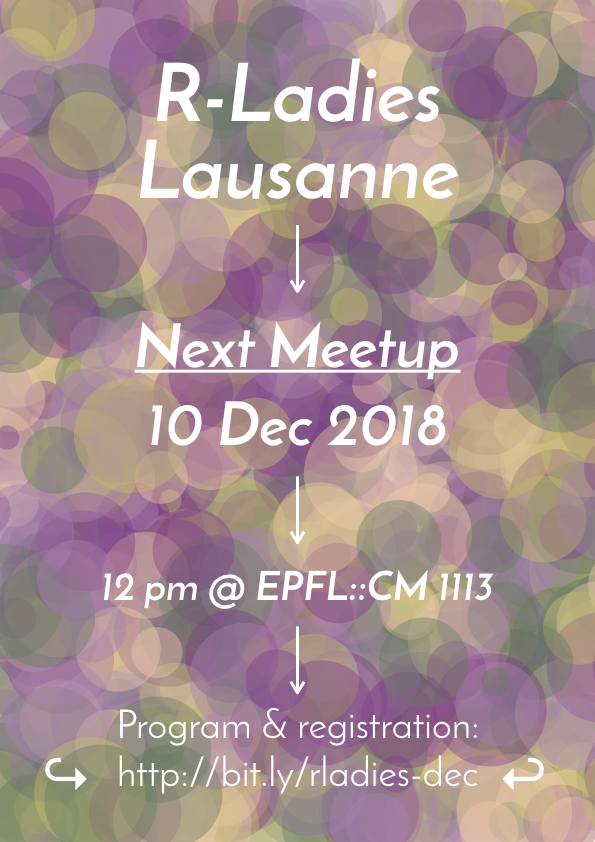 R-Ladies
Lausanne
Next Meetup
10 Dec 2018
12 pm @ EPFL::CM 1113
Program & registration:
http://bit.ly/rladies-dec